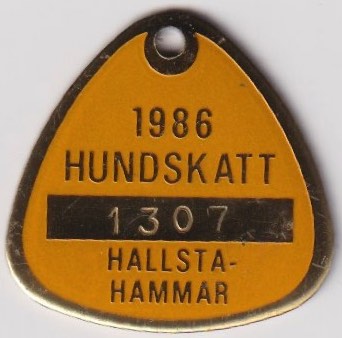 1986
HUNDSKATT
1307
HALLSTA-
HAMMAR